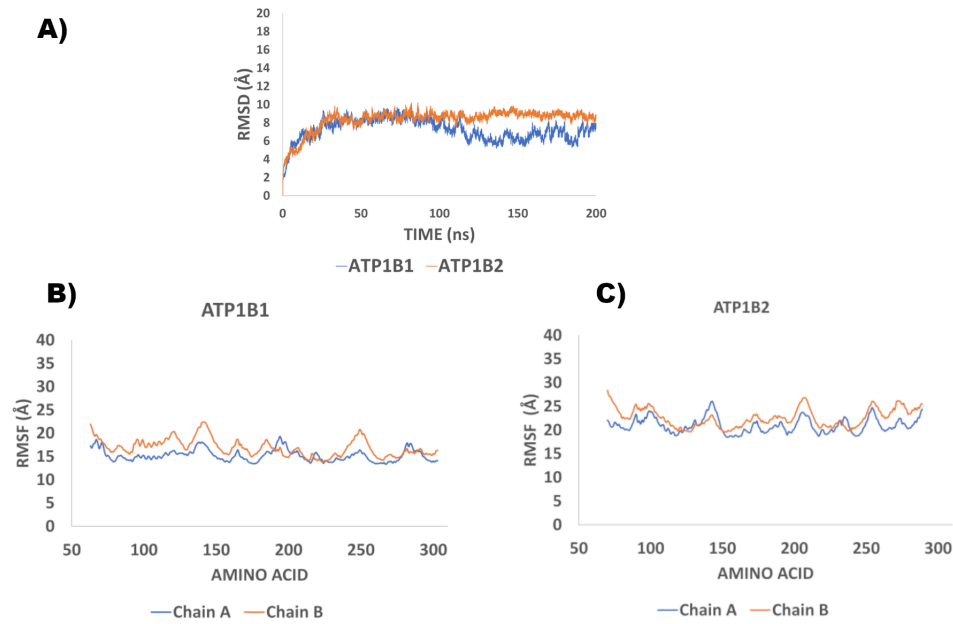 A)
20
18
16
14
12
10
8
6
4
2
0
RMSD (Å)
0 50 100 150 200
TIME (ns)
ATP1B1 ATP1B2
B)
ATP1B1
40
35
30
25
20
15
10
5
0
RMSF (Å)
50 100 150 200 250 300
AMINO ACID
Chain A Chain B
C)
ATP1B2
40
35
30
25
20
15
10
5
0
RMSF (Å)
50 100 150 200 250 300
AMINO ACID
Chain A Chain B